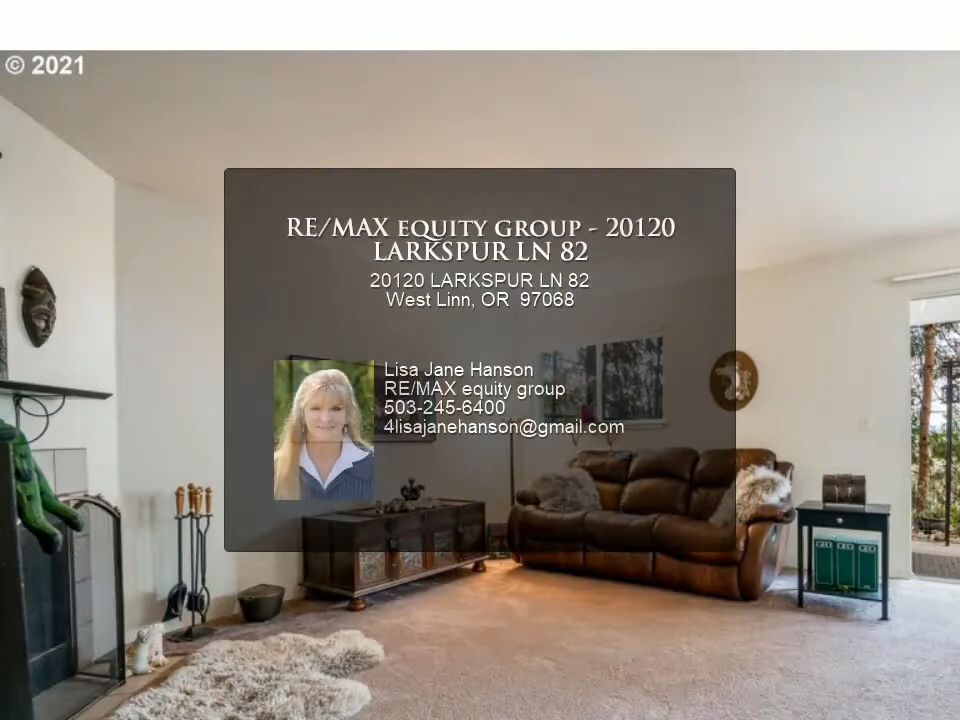 © 2021
RE/MAX EQUITY GROUP - 20120
LARKSPUR LN 82
20120 LARKSPUR LN 82
West Linn, OR 97068
Lisa Jane Hanson
RE/MAX equity group
503-245-6400
4lisajanehanson@gmail.com